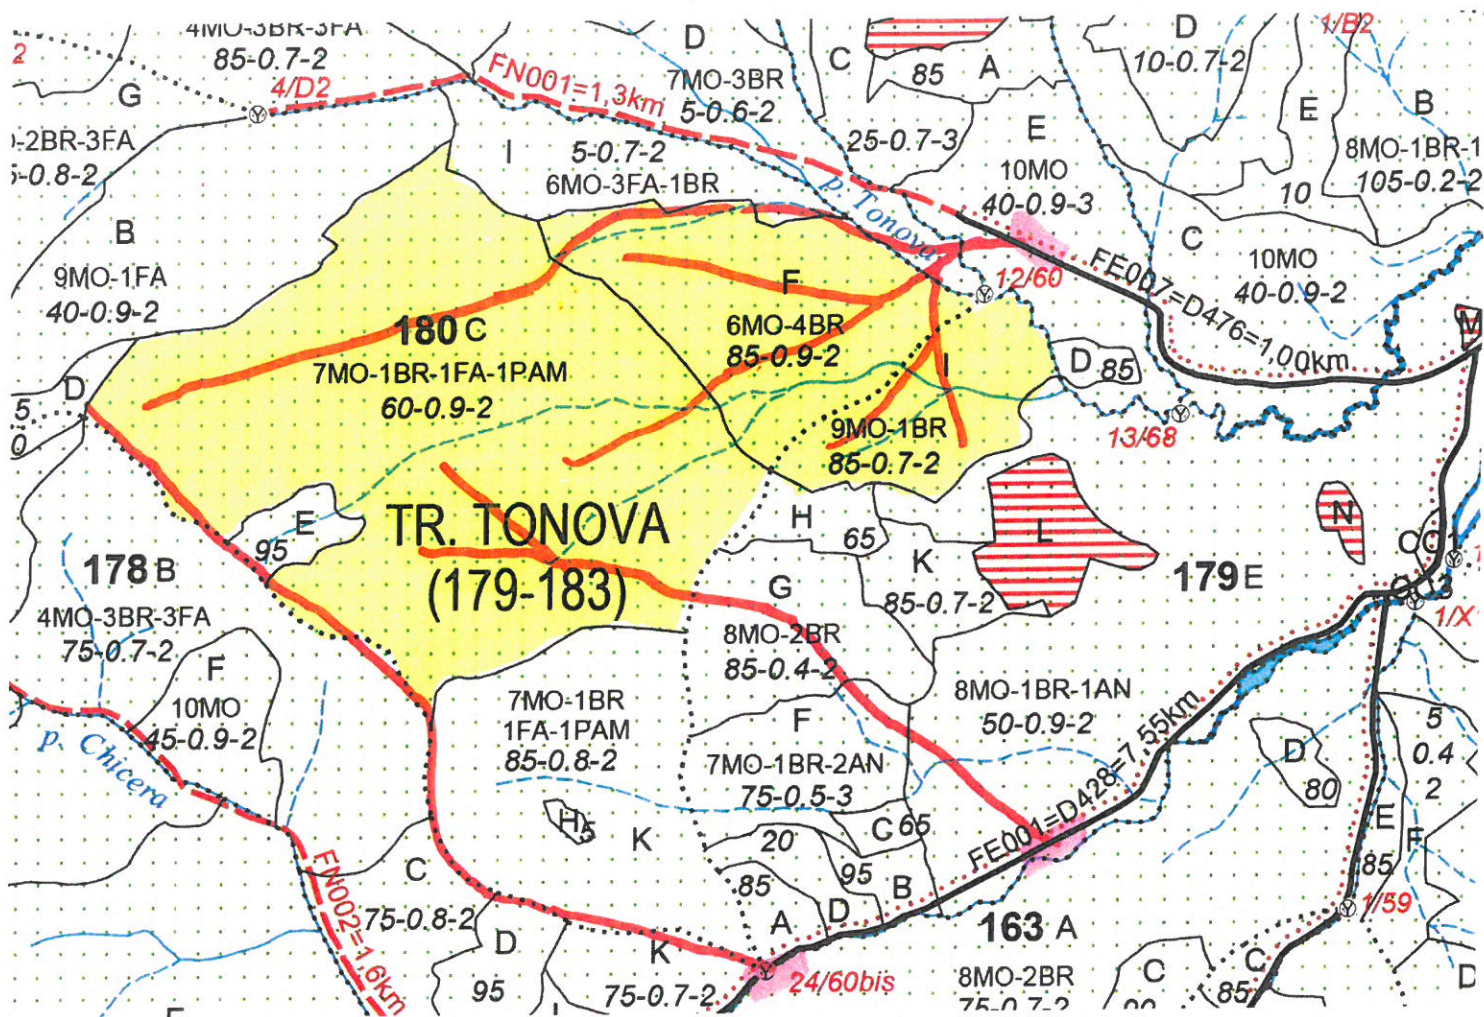 4MO-3BR-3FA
85-0.7-2
G
2
4/D2
FN001=1,3km
D
7MO-3BR
5-0.6-2
C
85
A
D
10-0.7-2
1/B2
E
B
8MO-1BR-1
105-0.2-2
-2BR-3FA
-0.8-2
I
5-0.7-2
6MO-3FA-1BR
25-0.7-3
E
10MO
40-0.9-3
10
p. Tonova
B
9MO-1FA
40-0.9-2
C
10MO
40-0.9-2
12/60
FE007=D476=1,00km
M
F
6MO-4BR
85-0.9-2
180 C
7MO-1BR-1FA-1PAM
60-0.9-2
D
5
0
I
D
85
13/68
9MO-1BR
85-0.7-2
E
95
TR. TONOVA
(179-183)
H
65
K
85-0.7-2
L
N
179 E
1/X
178 B
4MO-3BR-3FA
75-0.7-2
G
8MO-2BR
85-0.4-2
F
10MO
45-0.9-2
p. Chicera
7MO-1BR
1FA-1PAM
85-0.8-2
8MO-1BR-1AN
50-0.9-2
F
7MO-1BR-2AN
75-0.5-3
FE001=D428=7,55km
D
80
5
0.4
2
H
5
K
20
C
65
95
85
B
E
F
85
1/59
FN002=1,6km
C
75-0.8-2
D
95
K
75-0.7-2
A
D
24/60bis
163 A
8MO-2BR
75-0.7-2
C
C
85
D